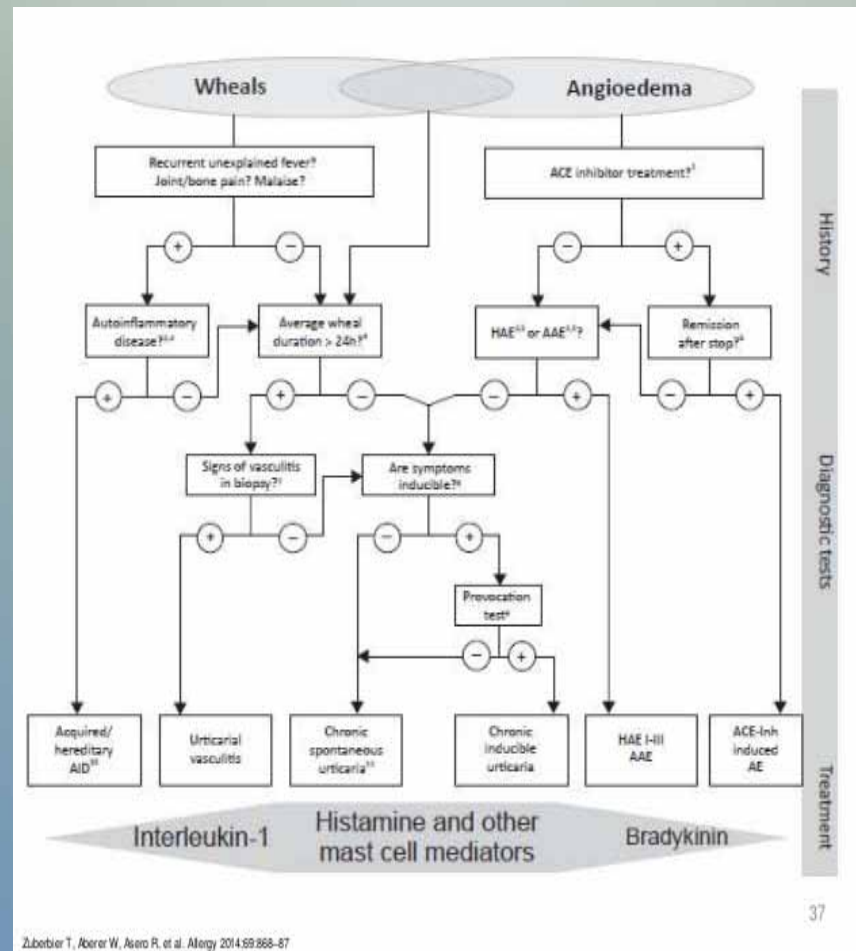 Wheals
Angioedema
Recurrent unexplained fever?
Joint/bone pain? Malaise?
ACE inhibitor treatment?
History
+
−
−
+
Autoinflammatory
disease?
Average wheal
duration > 24h?
HAE or AAE?
Remission
after stop?
+
−
+
−
−
+
−
+
Diagnostic tests
Signs of vasculitis
in biopsy?
Are symptoms
inducible?
+
−
−
+
Provocation
test
−
+
Acquired/
hereditary
AID
Urticarial
vasculitis
Chronic
spontaneous
urticaria
Chronic
inducible
urticaria
HAE I-III
AAE
ACE-Inh
induced
AE
Treatment
Interleukin-1
Histamine and other
mast cell mediators
Bradykinin
37
Zuberbier T, Aberer W, Asero R, et al. Allergy 2014;69:868–87